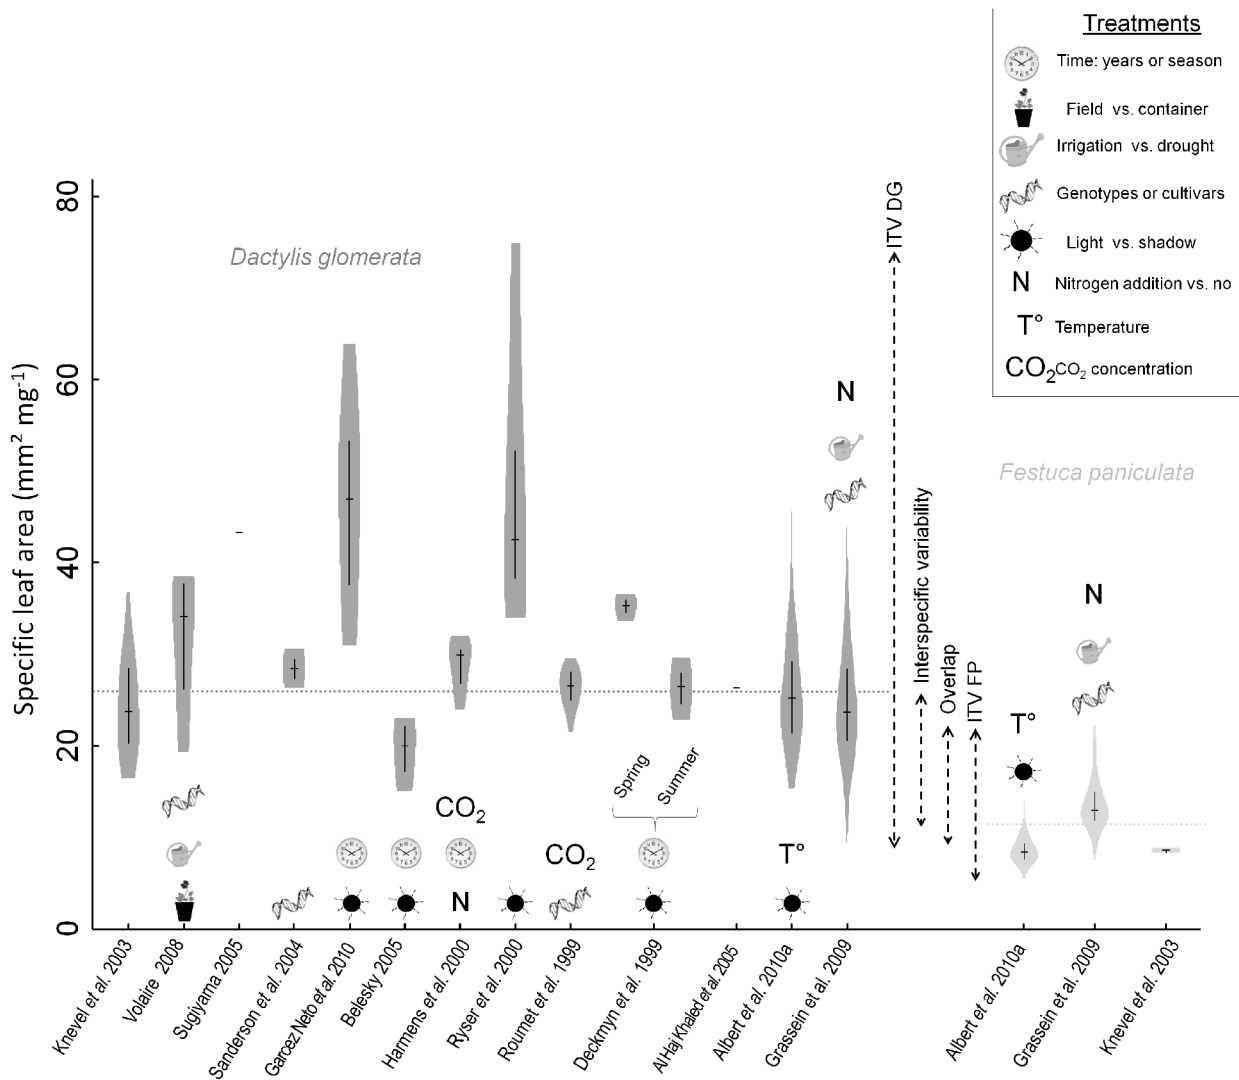 Treatments
Time: years or season
Field vs. container
Irrigation vs. drought
Genotypes or cultivars
Light vs. shadow
N Nitrogen addition vs. no
T° Temperature
CO₂ CO₂ concentration
Specific leaf area (mm² mg⁻¹)
80
60
40
20
0
Dactylis glomerata
Festuca paniculata
ITV DG
Interspecific variability
Overlap
ITV FP
N
N
T°
Spring
Summer
CO₂
CO₂
T°
N
Knevel et al. 2003
Volaire 2008
Sugiyama 2005
Sanderson et al. 2004
Garcez Neto et al. 2010
Belesky 2005
Harmens et al. 2000
Ryser et al. 2000
Roumet et al. 1999
Deckmyn et al. 1999
Al Haj Khaled et al. 2005
Albert et al. 2010a
Grassein et al. 2009
Albert et al. 2010a
Grassein et al. 2009
Knevel et al. 2003